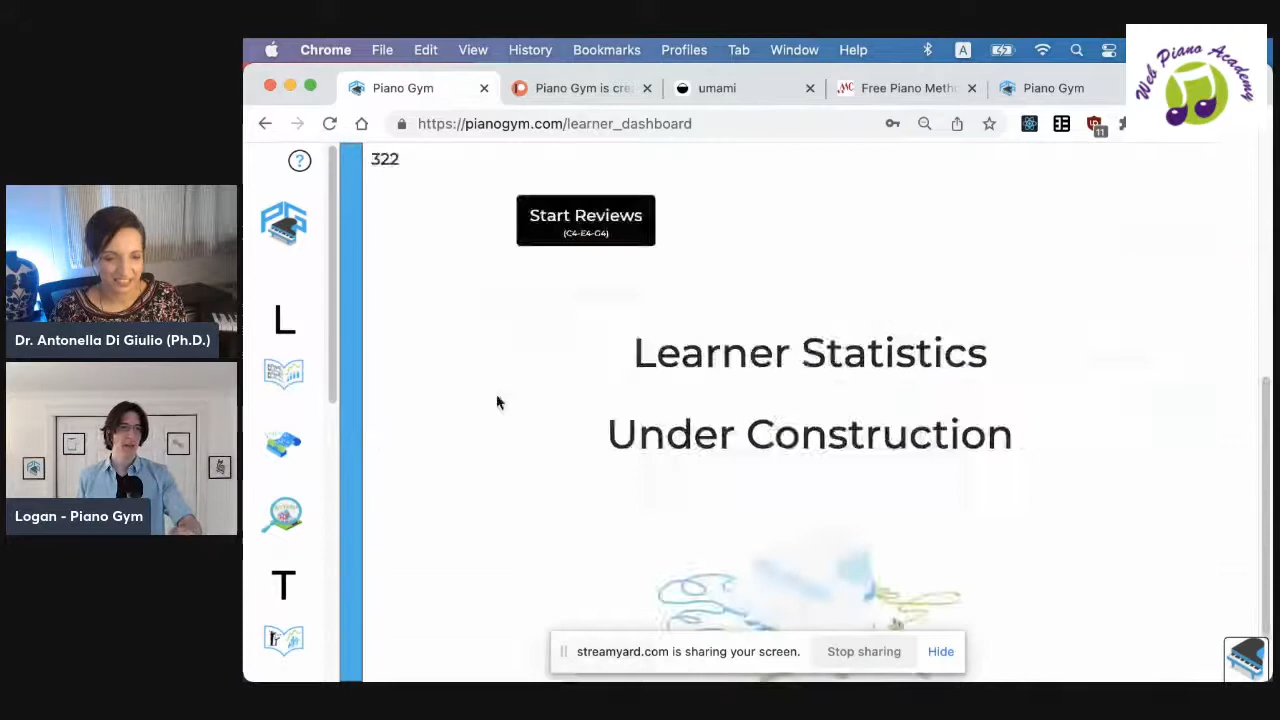 Chrome File Edit View History Bookmarks Profiles Tab Window Help A
Web Piano Academy
Piano Gym
Piano Gym is cre
umami
Free Piano Meth
Piano Gym
https://pianogym.com/learner_dashboard
11
?
322
PG
Start Reviews
(C4-E4-G4)
L
Learner Statistics
Under Construction
T
Dr. Antonella Di Giulio (Ph.D.)
Logan - Piano Gym
streamyard.com is sharing your screen.
Stop sharing
Hide